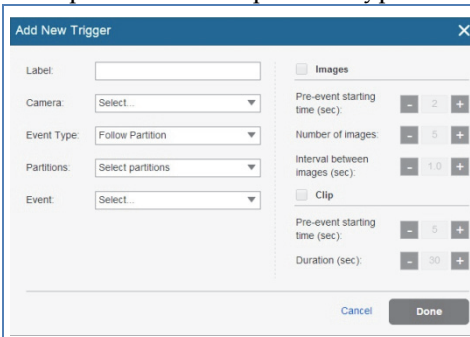 Add New Trigger
Label:
Camera: Select...
Event Type: Follow Partition
Partitions: Select partitions
Event: Select...
Images
Pre-event starting
time (sec): - 2 +
Number of images: - 5 +
Interval between
images (sec): - 1.0 +
Clip
Pre-event starting
time (sec): - 5 +
Duration (sec): - 30 +
Cancel Done